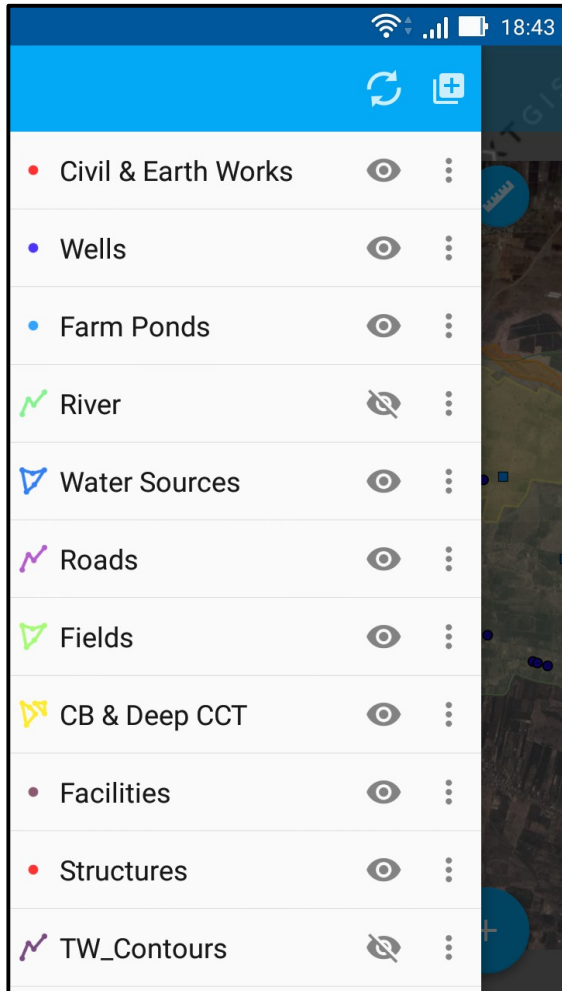 18:43
Civil & Earth Works
Wells
Farm Ponds
River
Water Sources
Roads
Fields
CB & Deep CCT
Facilities
Structures
TW_Contours